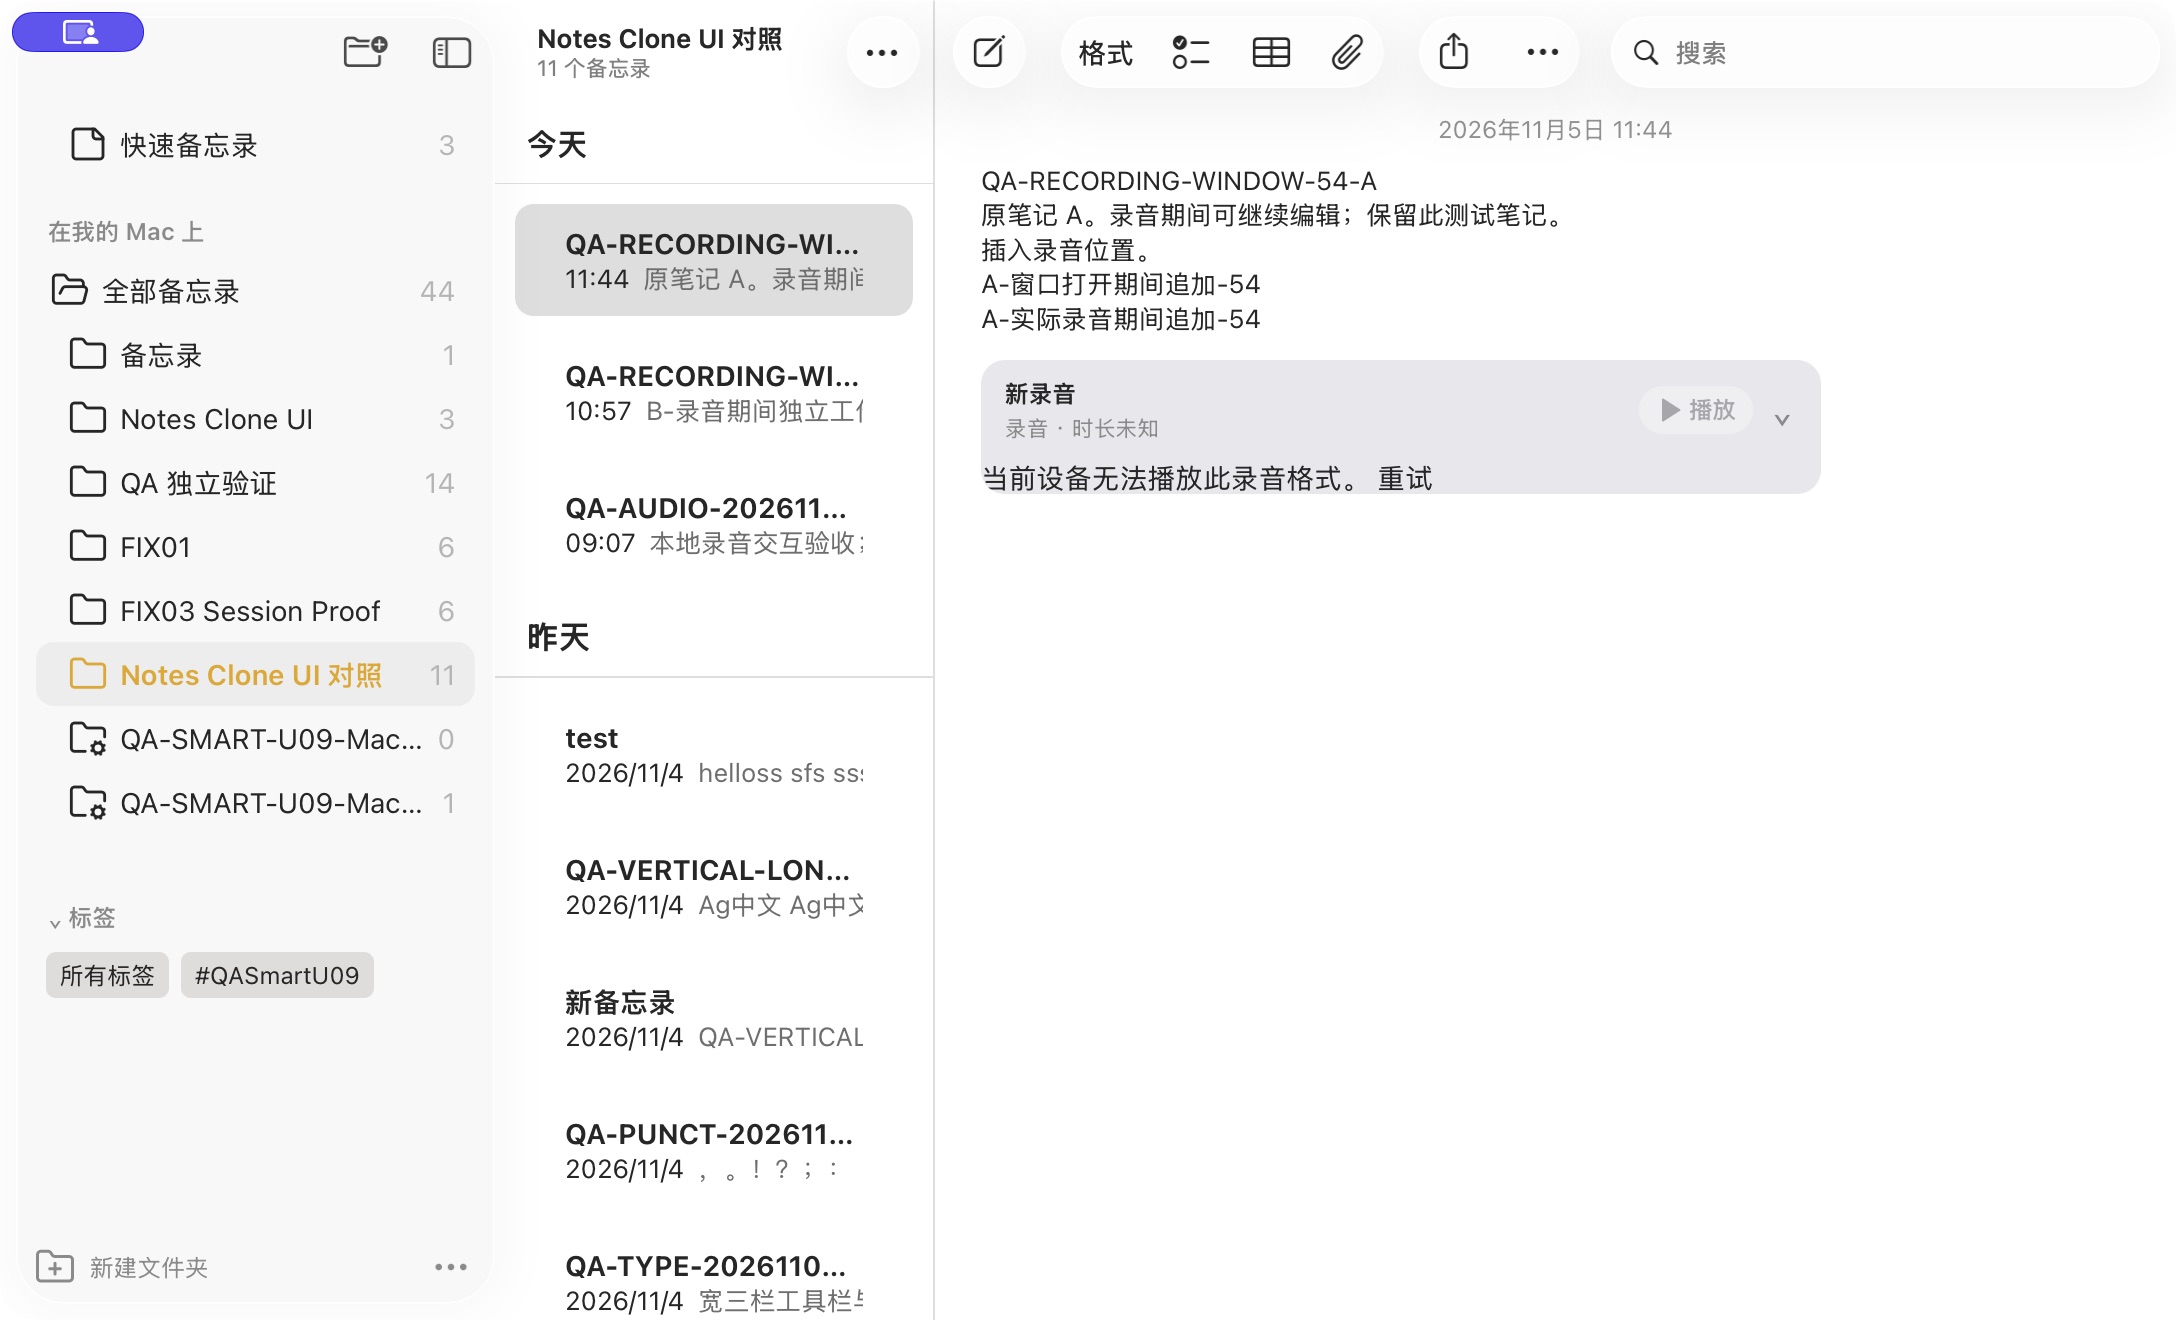 快速备忘录 3
在我的 Mac 上
全部备忘录 44
备忘录 1
Notes Clone UI 3
QA 独立验证 14
FIX01 6
FIX03 Session Proof 6
Notes Clone UI 对照 11
QA-SMART-U09-Mac... 0
QA-SMART-U09-Mac... 1
标签
所有标签 #QASmartU09
新建文件夹
Notes Clone UI 对照
11 个备忘录
今天
QA-RECORDING-WI...
11:44 原笔记 A。录音期间
QA-RECORDING-WI...
10:57 B-录音期间独立工作
QA-AUDIO-202611...
09:07 本地录音交互验收;
昨天
test
2026/11/4 helloss sfs sss
QA-VERTICAL-LON...
2026/11/4 Ag中文 Ag中文
新备忘录
2026/11/4 QA-VERTICAL
QA-PUNCT-202611...
2026/11/4 ，。！？；：
QA-TYPE-2026110...
2026/11/4 宽三栏工具栏与
格式
搜索
2026年11月5日 11:44
QA-RECORDING-WINDOW-54-A
原笔记 A。录音期间可继续编辑；保留此测试笔记。
插入录音位置。
A-窗口打开期间追加-54
A-实际录音期间追加-54
新录音
录音 · 时长未知
播放
当前设备无法播放此录音格式。 重试